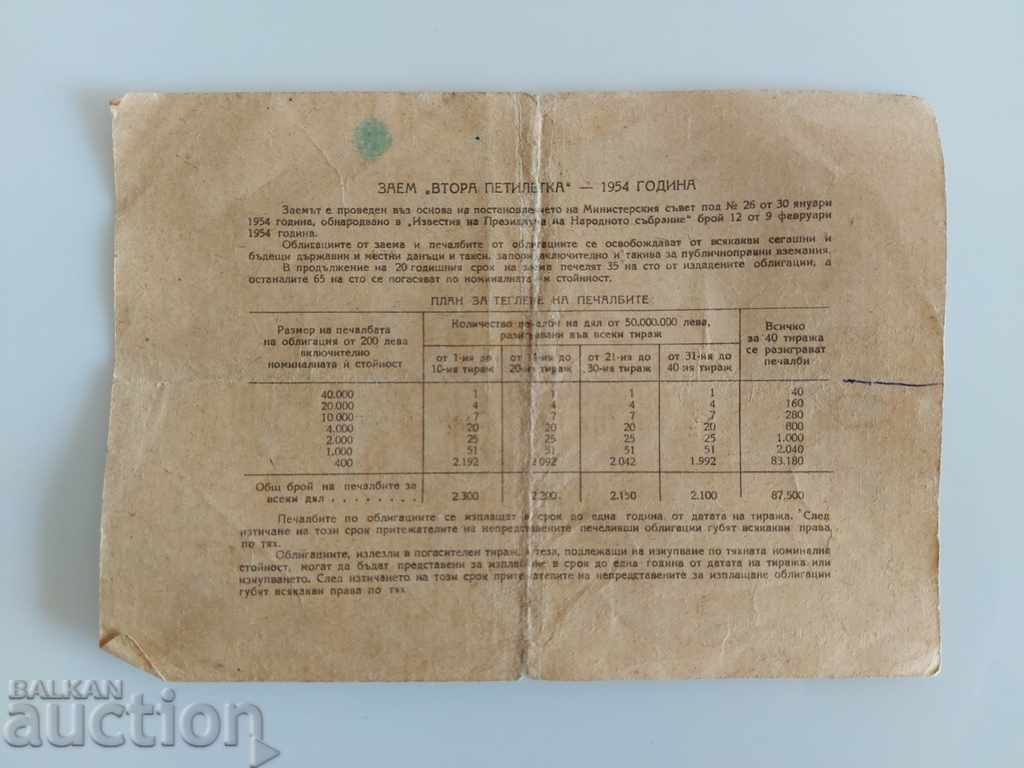 ЗАЕМ „ВТОРА ПЕТИЛЕТКА“ — 1954 ГОДИНА
Заемът е проведен въз основа на постановлението на Министерския съвет под № 26 от 30 януари
1954 година, обнародвано в „Известия на Президиума на Народното събрание“ брой 12 от 9 февруари
1954 година.
Облигациите от заема и печалбите от облигациите се освобождават от всякакви сегашни и
бъдещи държавни и местни данъци и такси, запори включително и такива за публичноправни вземания.
В продължение на 20 годишния срок на заема печелят 35 на сто от издадените облигации, а
останалите 65 на сто се погасяват по номиналната и стойност.
ПЛАН ЗА ТЕГЛЕНЕ НА ПЕЧАЛБИТЕ
Размер на печалбата на облигация от 200 лева включително номиналната ѝ стойност | Количество печалби на дял от 50.000.000 лева, разигравани във всеки тираж | Всичко за 40 тиража се разиграват печалби
от 1-ия до 10-ия тираж | от 11-ия до 20-ия тираж | от 21-ия до 30-ия тираж | от 31-ия до 40-ия тираж
40.000 1 1 1 1 40
20.000 4 4 4 4 160
10.000 7 7 7 7 280
4.000 20 20 20 20 800
2.000 25 25 25 25 1.000
1,000 51 51 51 51 2.040
400 2.192 2.092 2.042 1.992 83.180
Общ брой на печалбите за
всеки дял . . . . . . . . 2.300 2.200 2.150 2.100 87.500
Печалбите по облигациите се изплащат в срок до една година от датата на тиража. След
изтичане на този срок притежателите на непредставените печеливши облигации губят всякакви права
по тях.
Облигациите, излезли в погасителен тираж, и тези, подлежащи на изкупване по тяхната номинална
стойност, могат да бъдат представени за изплащане в срок до една година от датата на тиража или
изкупването. След изтичането на този срок притежателите на непредставените за изплащане облигации
губят всякакви права по тях
BALKAN
auction